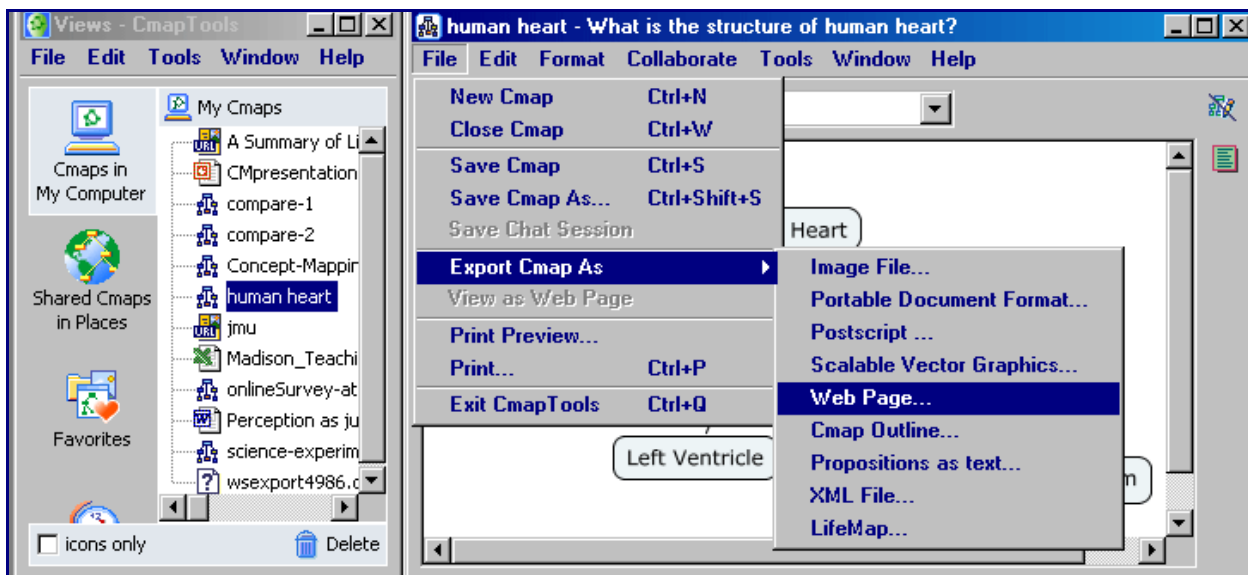 Views - CmapTools
File Edit Tools Window Help
Cmaps in
My Computer
Shared Cmaps
in Places
Favorites
My Cmaps
A Summary of Li
CMpresentation
compare-1
compare-2
Concept-Mappin
human heart
jmu
Madison_Teachi
onlineSurvey-at
Perception as ju
science-experim
wsexport4986.c
icons only
Delete
human heart - What is the structure of human heart?
File Edit Format Collaborate Tools Window Help
New Cmap Ctrl+N
Close Cmap Ctrl+W
Save Cmap Ctrl+S
Save Cmap As... Ctrl+Shift+S
Save Chat Session
Export Cmap As
View as Web Page
Print Preview...
Print... Ctrl+P
Exit CmapTools Ctrl+Q
Heart
Image File...
Portable Document Format...
Postscript ...
Scalable Vector Graphics...
Web Page...
Cmap Outline...
Propositions as text...
XML File...
LifeMap...
Left Ventricle